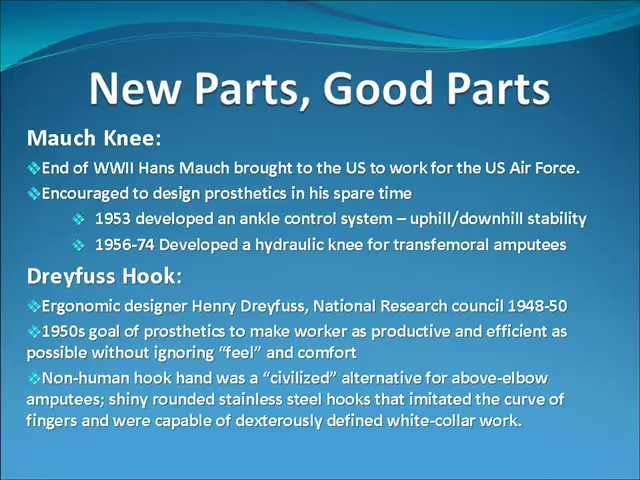 New Parts, Good Parts
Mauch Knee:
❖End of WWII Hans Mauch brought to the US to work for the US Air Force.
❖Encouraged to design prosthetics in his spare time
❖ 1953 developed an ankle control system – uphill/downhill stability
❖ 1956-74 Developed a hydraulic knee for transfemoral amputees
Dreyfuss Hook:
❖Ergonomic designer Henry Dreyfuss, National Research council 1948-50
❖1950s goal of prosthetics to make worker as productive and efficient as
possible without ignoring “feel” and comfort
❖Non-human hook hand was a “civilized” alternative for above-elbow
amputees; shiny rounded stainless steel hooks that imitated the curve of
fingers and were capable of dexterously defined white-collar work.